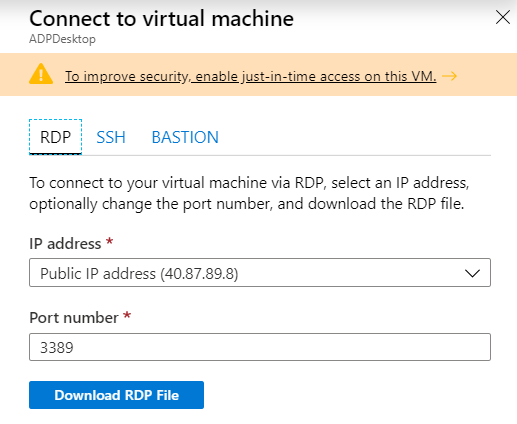 Connect to virtual machine
ADPDesktop
To improve security, enable just-in-time access on this VM.
RDP SSH BASTION
To connect to your virtual machine via RDP, select an IP address,
optionally change the port number, and download the RDP file.
IP address *
Public IP address (40.87.89.8)
Port number *
3389
Download RDP File